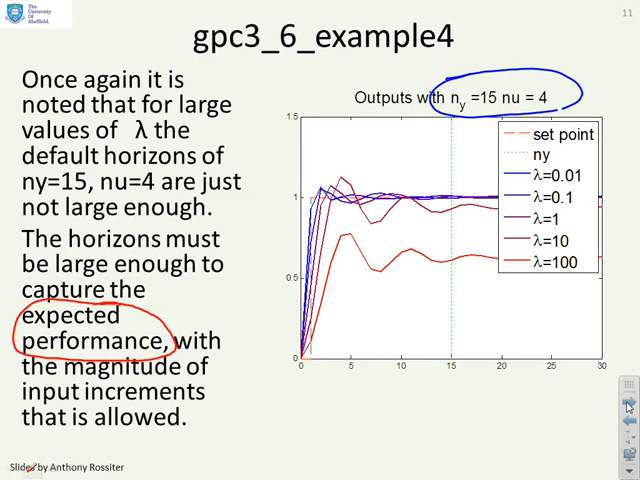 The
University
Of
Sheffield.
11
gpc3_6_example4
Once again it is
noted that for large
values of λ the
default horizons of
ny=15, nu=4 are just
not large enough.
The horizons must
be large enough to
capture the
expected
performance, with
the magnitude of
input increments
that is allowed.
Outputs with ny =15 nu = 4
1.5
1
0.5
0
0
5
10
15
20
25
30
set point
ny
λ=0.01
λ=0.1
λ=1
λ=10
λ=100
Slides by Anthony Rossiter